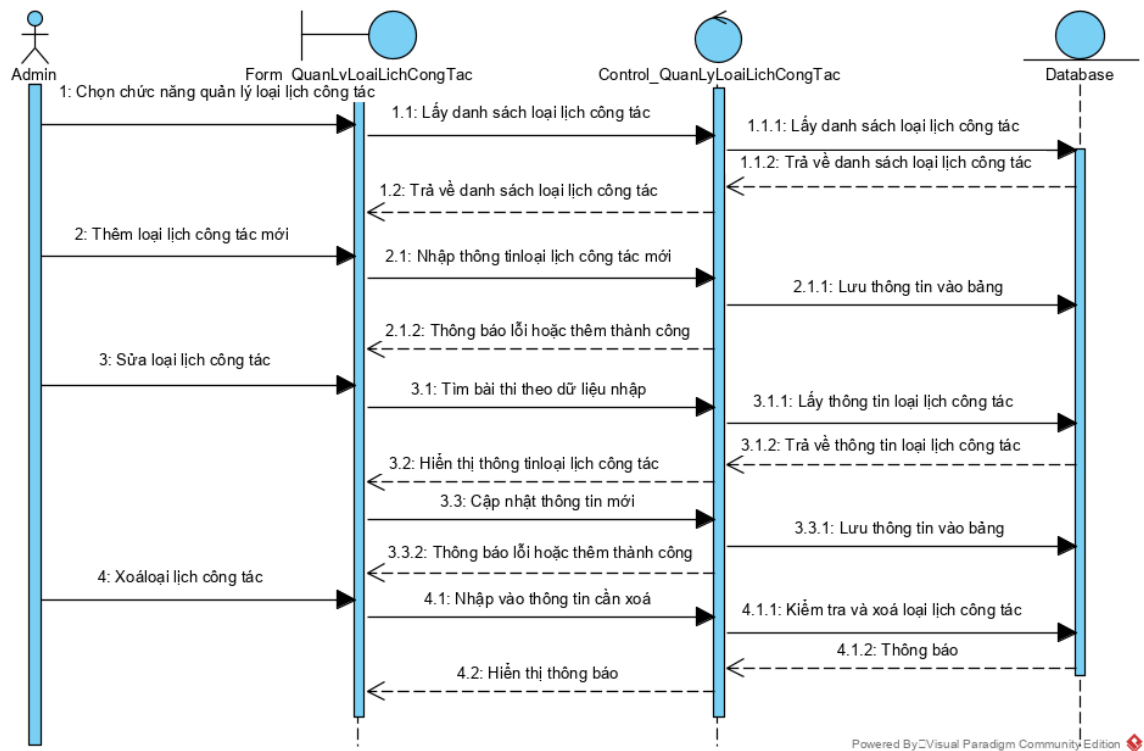 Admin
Form_QuanLyLoaiLichCongTac
Control_QuanLyLoaiLichCongTac
Database
1: Chọn chức năng quản lý loại lịch công tác
1.1: Lấy danh sách loại lịch công tác
1.1.1: Lấy danh sách loại lịch công tác
1.1.2: Trả về danh sách loại lịch công tác
1.2: Trả về danh sách loại lịch công tác
2: Thêm loại lịch công tác mới
2.1: Nhập thông tinloại lịch công tác mới
2.1.1: Lưu thông tin vào bảng
2.1.2: Thông báo lỗi hoặc thêm thành công
3: Sửa loại lịch công tác
3.1: Tìm bài thi theo dữ liệu nhập
3.1.1: Lấy thông tin loại lịch công tác
3.1.2: Trả về thông tin loại lịch công tác
3.2: Hiển thị thông tinloại lịch công tác
3.3: Cập nhật thông tin mới
3.3.1: Lưu thông tin vào bảng
3.3.2: Thông báo lỗi hoặc thêm thành công
4: Xoáloại lịch công tác
4.1: Nhập vào thông tin cần xoá
4.1.1: Kiểm tra và xoá loại lịch công tác
4.1.2: Thông báo
4.2: Hiển thị thông báo
Powered By Visual Paradigm Community Edition